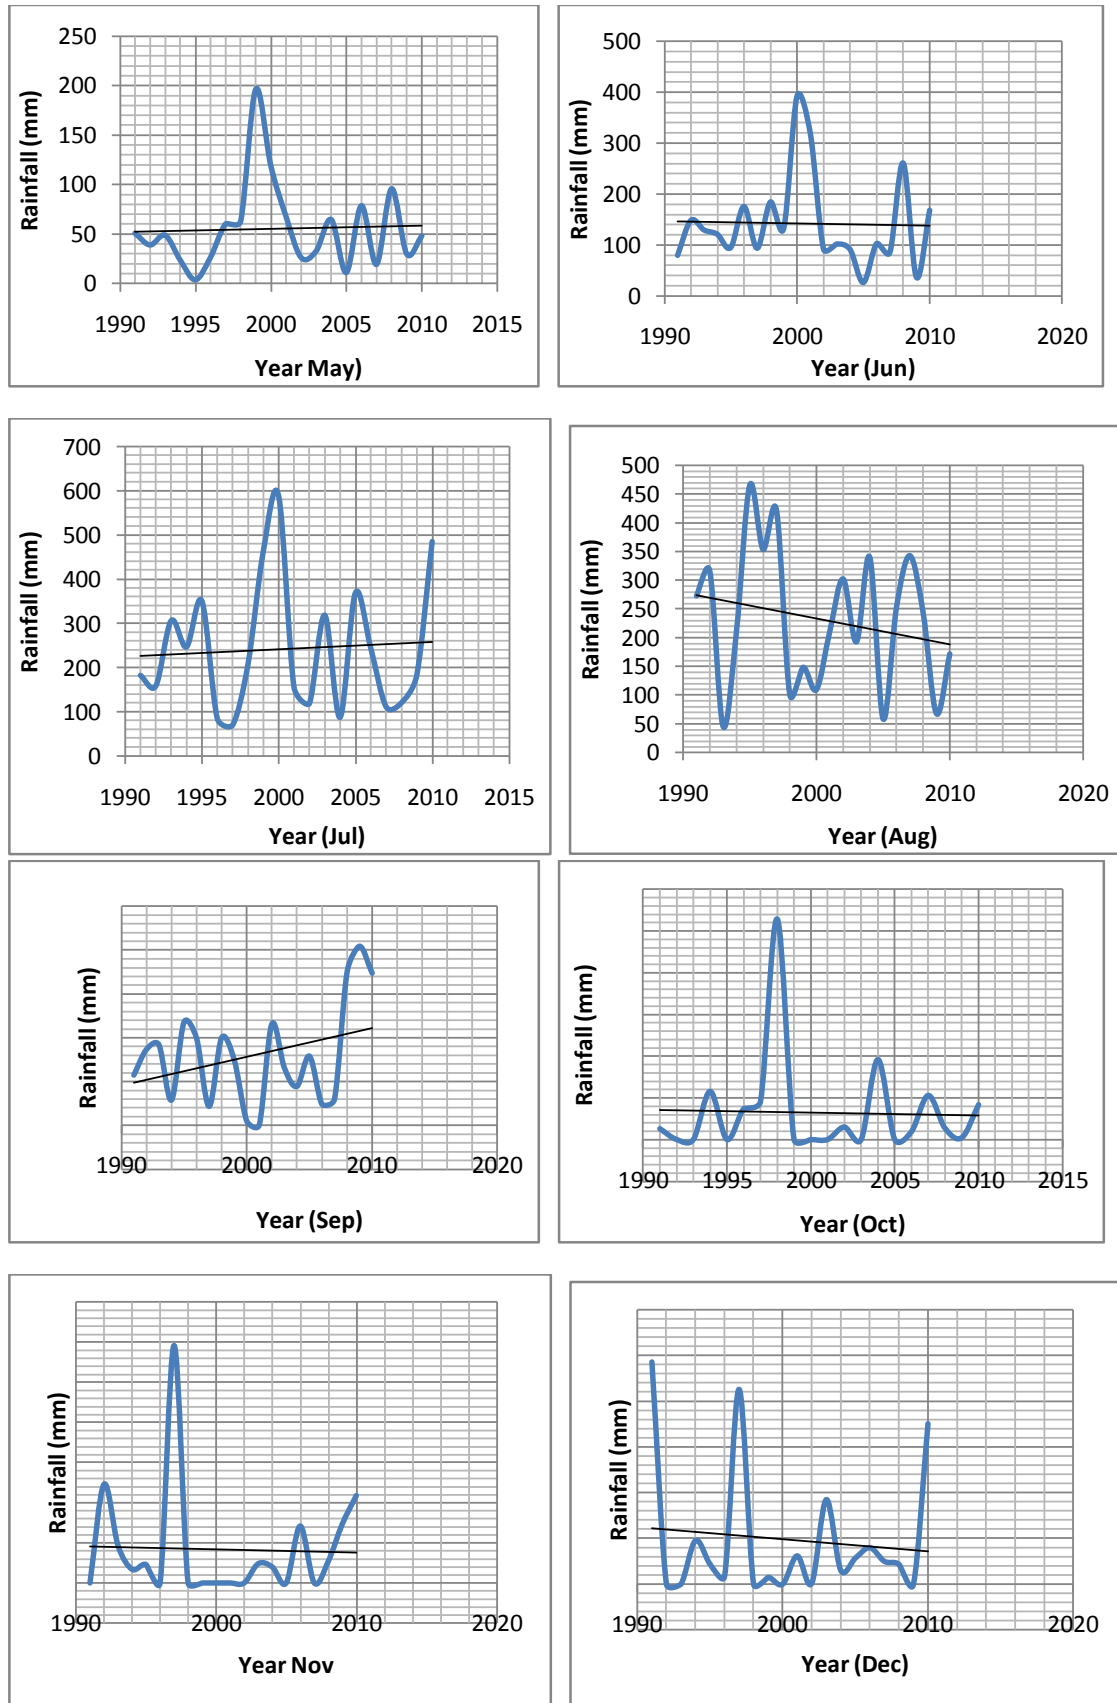 250
200
150
100
50
0
1990 1995 2000 2005 2010 2015
Rainfall (mm)
Year May)
500
400
300
200
100
0
1990 2000 2010 2020
Rainfall (mm)
Year (Jun)
700
600
500
400
300
200
100
0
1990 1995 2000 2005 2010 2015
Rainfall (mm)
Year (Jul)
500
450
400
350
300
250
200
150
100
50
0
1990 2000 2010 2020
Rainfall (mm)
Year (Aug)
1990 2000 2010 2020
Rainfall (mm)
Year (Sep)
1990 1995 2000 2005 2010 2015
Rainfall (mm)
Year (Oct)
1990 2000 2010 2020
Rainfall (mm)
Year Nov
1990 2000 2010 2020
Rainfall (mm)
Year (Dec)